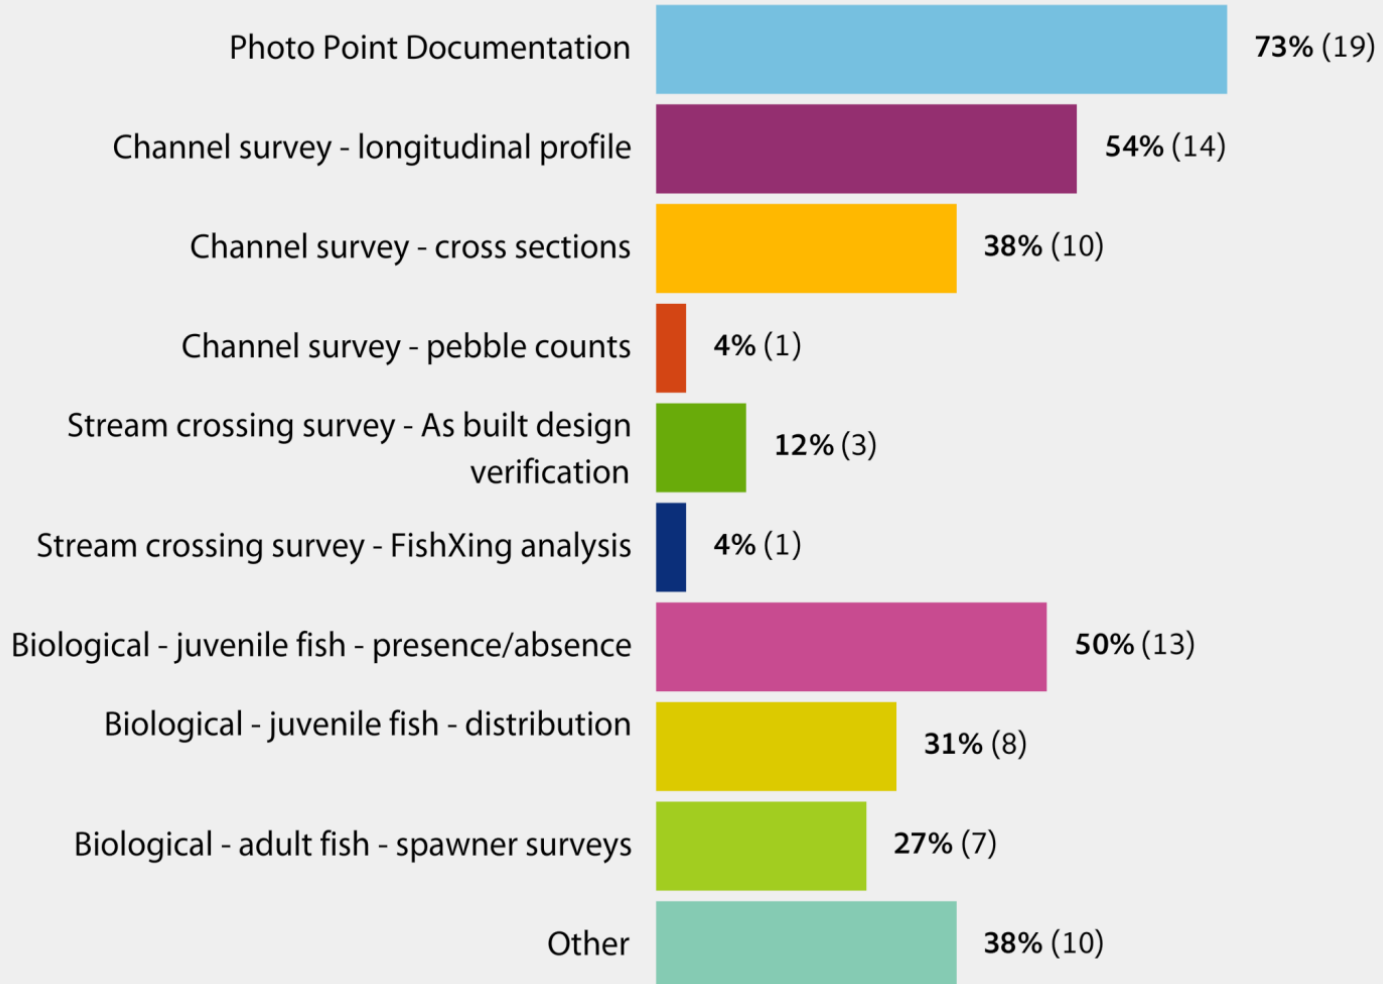 Photo Point Documentation
73% (19)
Channel survey - longitudinal profile
54% (14)
Channel survey - cross sections
38% (10)
Channel survey - pebble counts
4% (1)
Stream crossing survey - As built design
verification
12% (3)
Stream crossing survey - FishXing analysis
4% (1)
Biological - juvenile fish - presence/absence
50% (13)
Biological - juvenile fish - distribution
31% (8)
Biological - adult fish - spawner surveys
27% (7)
Other
38% (10)